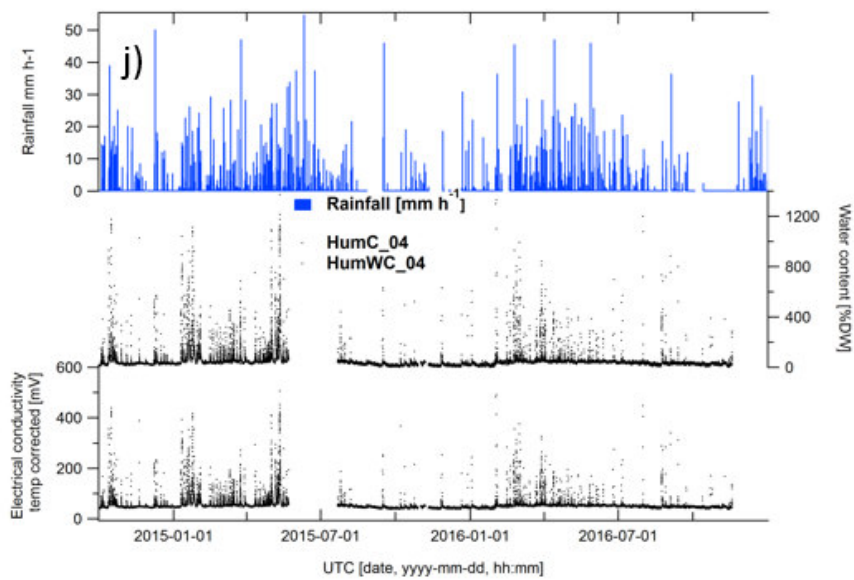 j)
Rainfall mm h-1
50
40
30
20
10
0
Rainfall [mm h-1]
HumC_04
HumWC_04
Water content [%DW]
1200
800
400
0
Electrical conductivity
temp corrected [mV]
600
400
200
0
2015-01-01
2015-07-01
2016-01-01
2016-07-01
UTC [date, yyyy-mm-dd, hh:mm]